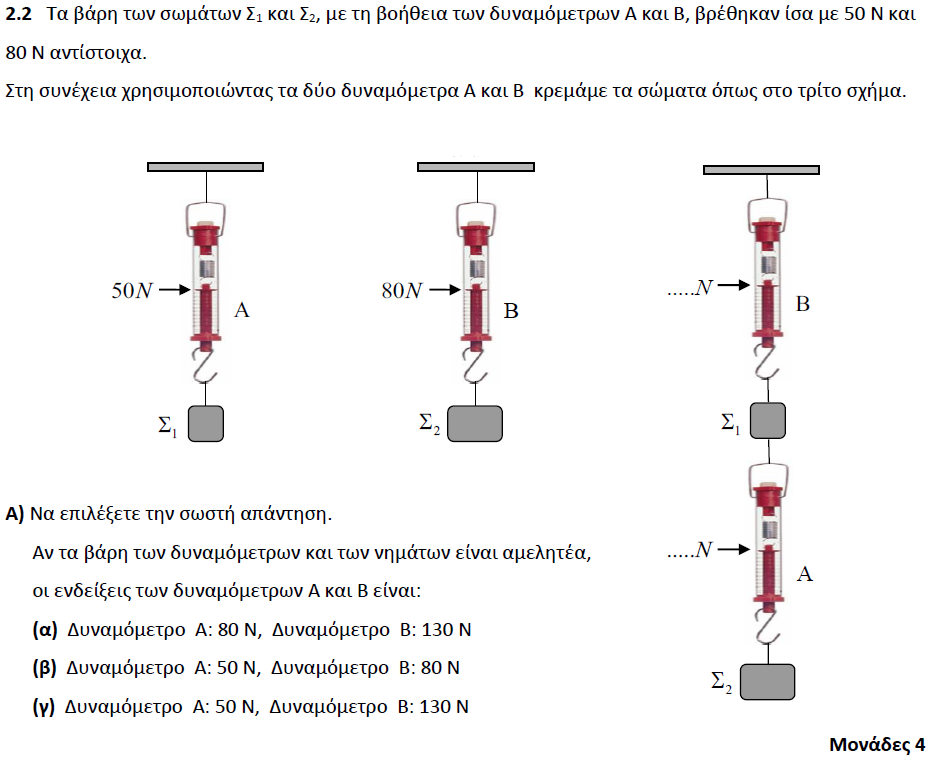 2.2 Τα βάρη των σωμάτων Σ₁ και Σ₂, με τη βοήθεια των δυναμόμετρων Α και Β, βρέθηκαν ίσα με 50 N και
80 N αντίστοιχα.
Στη συνέχεια χρησιμοποιώντας τα δύο δυναμόμετρα Α και Β κρεμάμε τα σώματα όπως στο τρίτο σχήμα.
50N
A
Σ₁
80N
B
Σ₂
.....N
B
Σ₁
.....N
A
Σ₂
Α) Να επιλέξετε την σωστή απάντηση.
Αν τα βάρη των δυναμόμετρων και των νημάτων είναι αμελητέα,
οι ενδείξεις των δυναμόμετρων Α και Β είναι:
(α) Δυναμόμετρο Α: 80 N, Δυναμόμετρο Β: 130 N
(β) Δυναμόμετρο Α: 50 N, Δυναμόμετρο Β: 80 N
(γ) Δυναμόμετρο Α: 50 N, Δυναμόμετρο Β: 130 N
Μονάδες 4